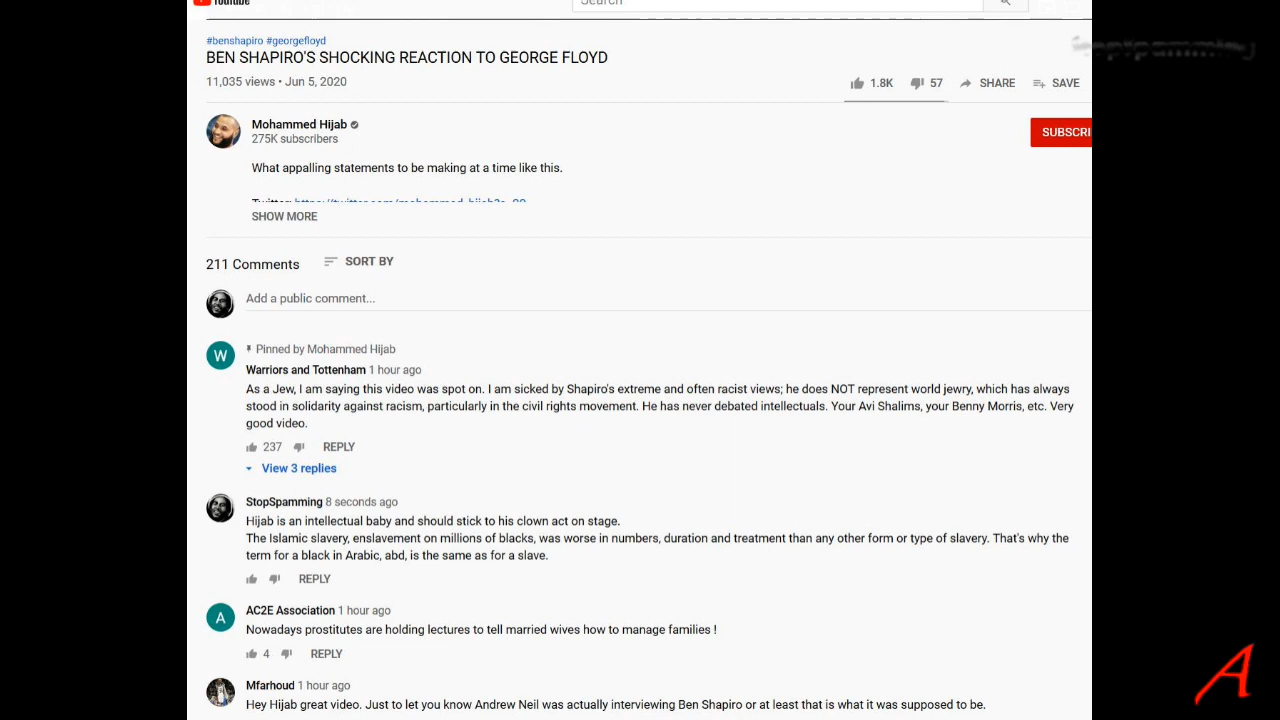 YouTube
Search
#benshapiro #georgefloyd
BEN SHAPIRO'S SHOCKING REACTION TO GEORGE FLOYD
11,035 views • Jun 5, 2020
1.8K 57 SHARE SAVE
Mohammed Hijab
275K subscribers
SUBSCRI
What appalling statements to be making at a time like this.
Twitter: https://twitter.com/mohammed_hijab?s=09
SHOW MORE
211 Comments SORT BY
Add a public comment...
W
Pinned by Mohammed Hijab
Warriors and Tottenham 1 hour ago
As a Jew, I am saying this video was spot on. I am sicked by Shapiro's extreme and often racist views; he does NOT represent world jewry, which has always
stood in solidarity against racism, particularly in the civil rights movement. He has never debated intellectuals. Your Avi Shalims, your Benny Morris, etc. Very
good video.
237 REPLY
View 3 replies
StopSpamming 8 seconds ago
Hijab is an intellectual baby and should stick to his clown act on stage.
The Islamic slavery, enslavement on millions of blacks, was worse in numbers, duration and treatment than any other form or type of slavery. That's why the
term for a black in Arabic, abd, is the same as for a slave.
REPLY
A
AC2E Association 1 hour ago
Nowadays prostitutes are holding lectures to tell married wives how to manage families !
4 REPLY
Mfarhoud 1 hour ago
Hey Hijab great video. Just to let you know Andrew Neil was actually interviewing Ben Shapiro or at least that is what it was supposed to be.
A